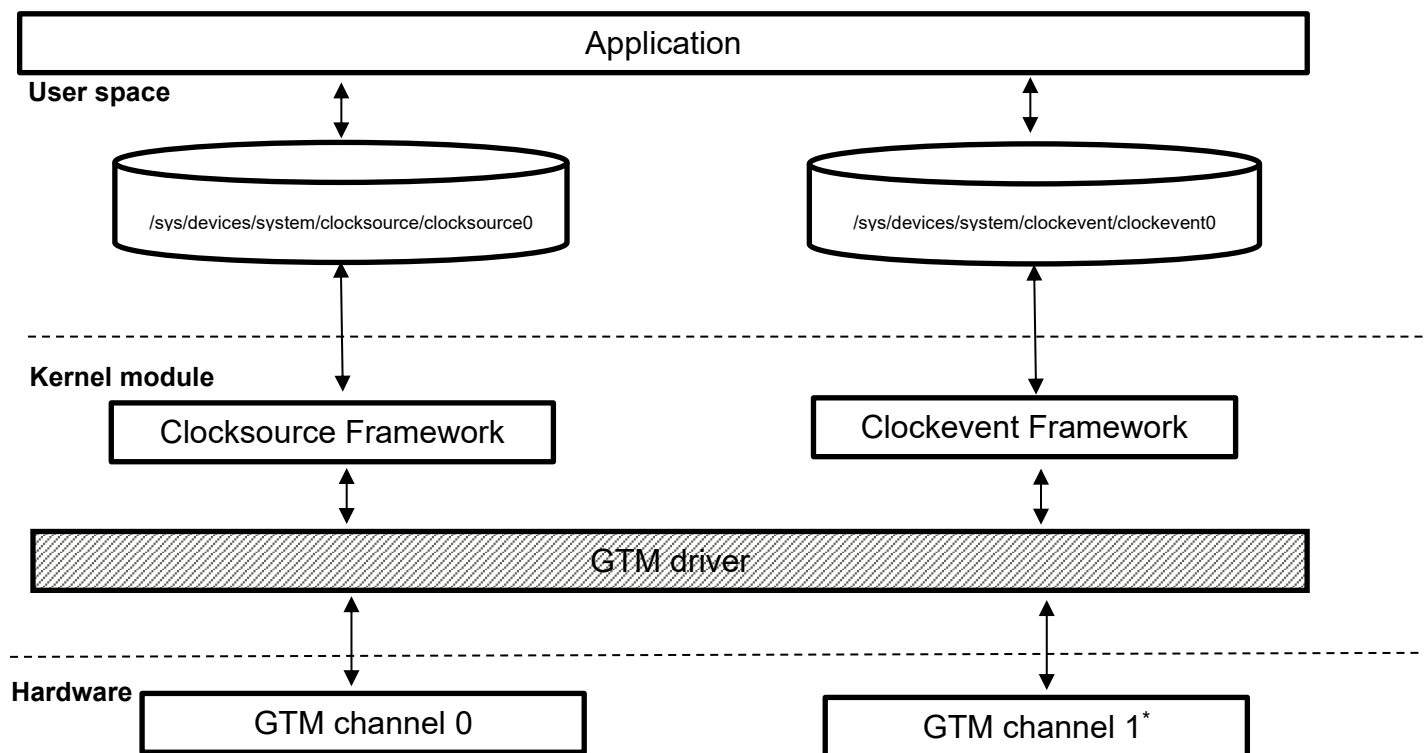 Application
User space
/sys/devices/system/clocksource/clocksource0
/sys/devices/system/clockevent/clockevent0
Kernel module
Clocksource Framework
Clockevent Framework
GTM driver
Hardware
GTM channel 0
GTM channel 1*